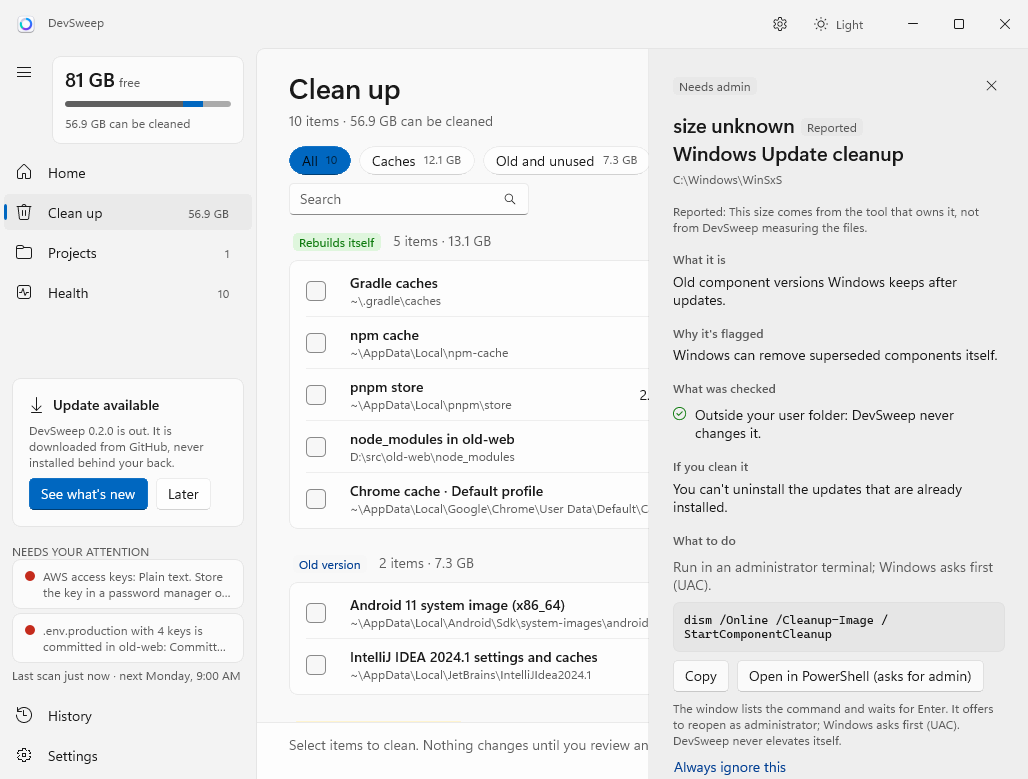 DevSweep
Light
81 GB free
56.9 GB can be cleaned
Home
Clean up 56.9 GB
Projects 1
Health 10
Update available
DevSweep 0.2.0 is out. It is
downloaded from GitHub, never
installed behind your back.
See what's new
Later
NEEDS YOUR ATTENTION
AWS access keys: Plain text. Store
the key in a password manager o...
.env.production with 4 keys is
committed in old-web: Committ...
Last scan just now · next Monday, 9:00 AM
History
Settings
Clean up
10 items · 56.9 GB can be cleaned
All 10
Caches 12.1 GB
Old and unused 7.3 GB
Search
Rebuilds itself 5 items · 13.1 GB
Gradle caches
~\.gradle\caches
npm cache
~\AppData\Local\npm-cache
pnpm store
2.
~\AppData\Local\pnpm\store
node_modules in old-web
D:\src\old-web\node_modules
Chrome cache · Default profile
~\AppData\Local\Google\Chrome\User Data\Default\C
Old version 2 items · 7.3 GB
Android 11 system image (x86_64)
~\AppData\Local\Android\Sdk\system-images\android
IntelliJ IDEA 2024.1 settings and caches
~\AppData\Local\JetBrains\IntelliJIdea2024.1
Select items to clean. Nothing changes until you review an
Needs admin
size unknown Reported
Windows Update cleanup
C:\Windows\WinSxS
Reported: This size comes from the tool that owns it, not
from DevSweep measuring the files.
What it is
Old component versions Windows keeps after
updates.
Why it's flagged
Windows can remove superseded components itself.
What was checked
Outside your user folder: DevSweep never
changes it.
If you clean it
You can't uninstall the updates that are already
installed.
What to do
Run in an administrator terminal; Windows asks first
(UAC).
dism /Online /Cleanup-Image /
StartComponentCleanup
Copy
Open in PowerShell (asks for admin)
The window lists the command and waits for Enter. It offers
to reopen as administrator; Windows asks first (UAC).
DevSweep never elevates itself.
Always ignore this